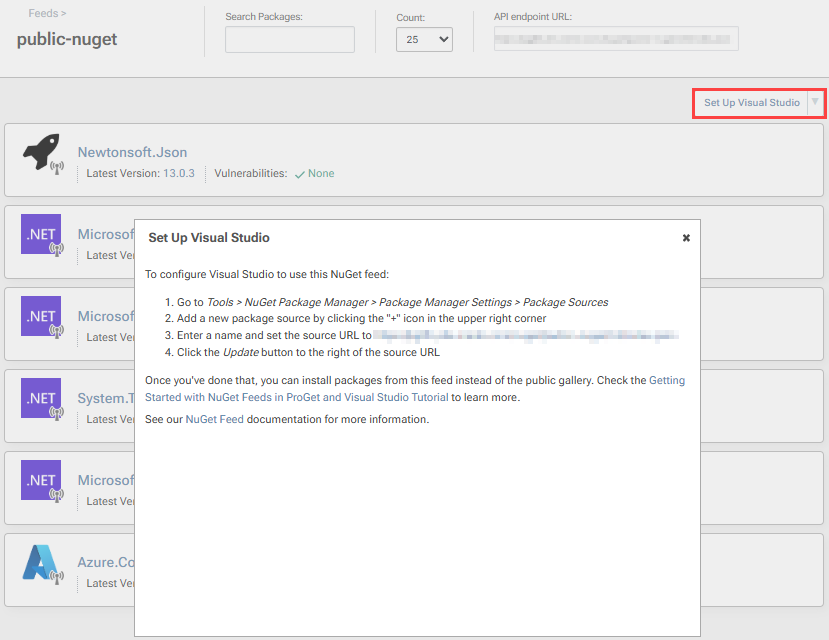 Feeds >
public-nuget
Search Packages:
Count:
25
API endpoint URL:
Set Up Visual Studio
Newtonsoft.Json
Latest Version: 13.0.3
Vulnerabilities: None
.NET
Microsof
Latest Ver
.NET
Microsof
Latest Ver
.NET
System.T
Latest Ver
.NET
Microsof
Latest Ver
Azure.Co
Latest Ver
Set Up Visual Studio
To configure Visual Studio to use this NuGet feed:
1. Go to Tools > NuGet Package Manager > Package Manager Settings > Package Sources
2. Add a new package source by clicking the "+" icon in the upper right corner
3. Enter a name and set the source URL to
4. Click the Update button to the right of the source URL
Once you've done that, you can install packages from this feed instead of the public gallery. Check the Getting
Started with NuGet Feeds in ProGet and Visual Studio Tutorial to learn more.
See our NuGet Feed documentation for more information.